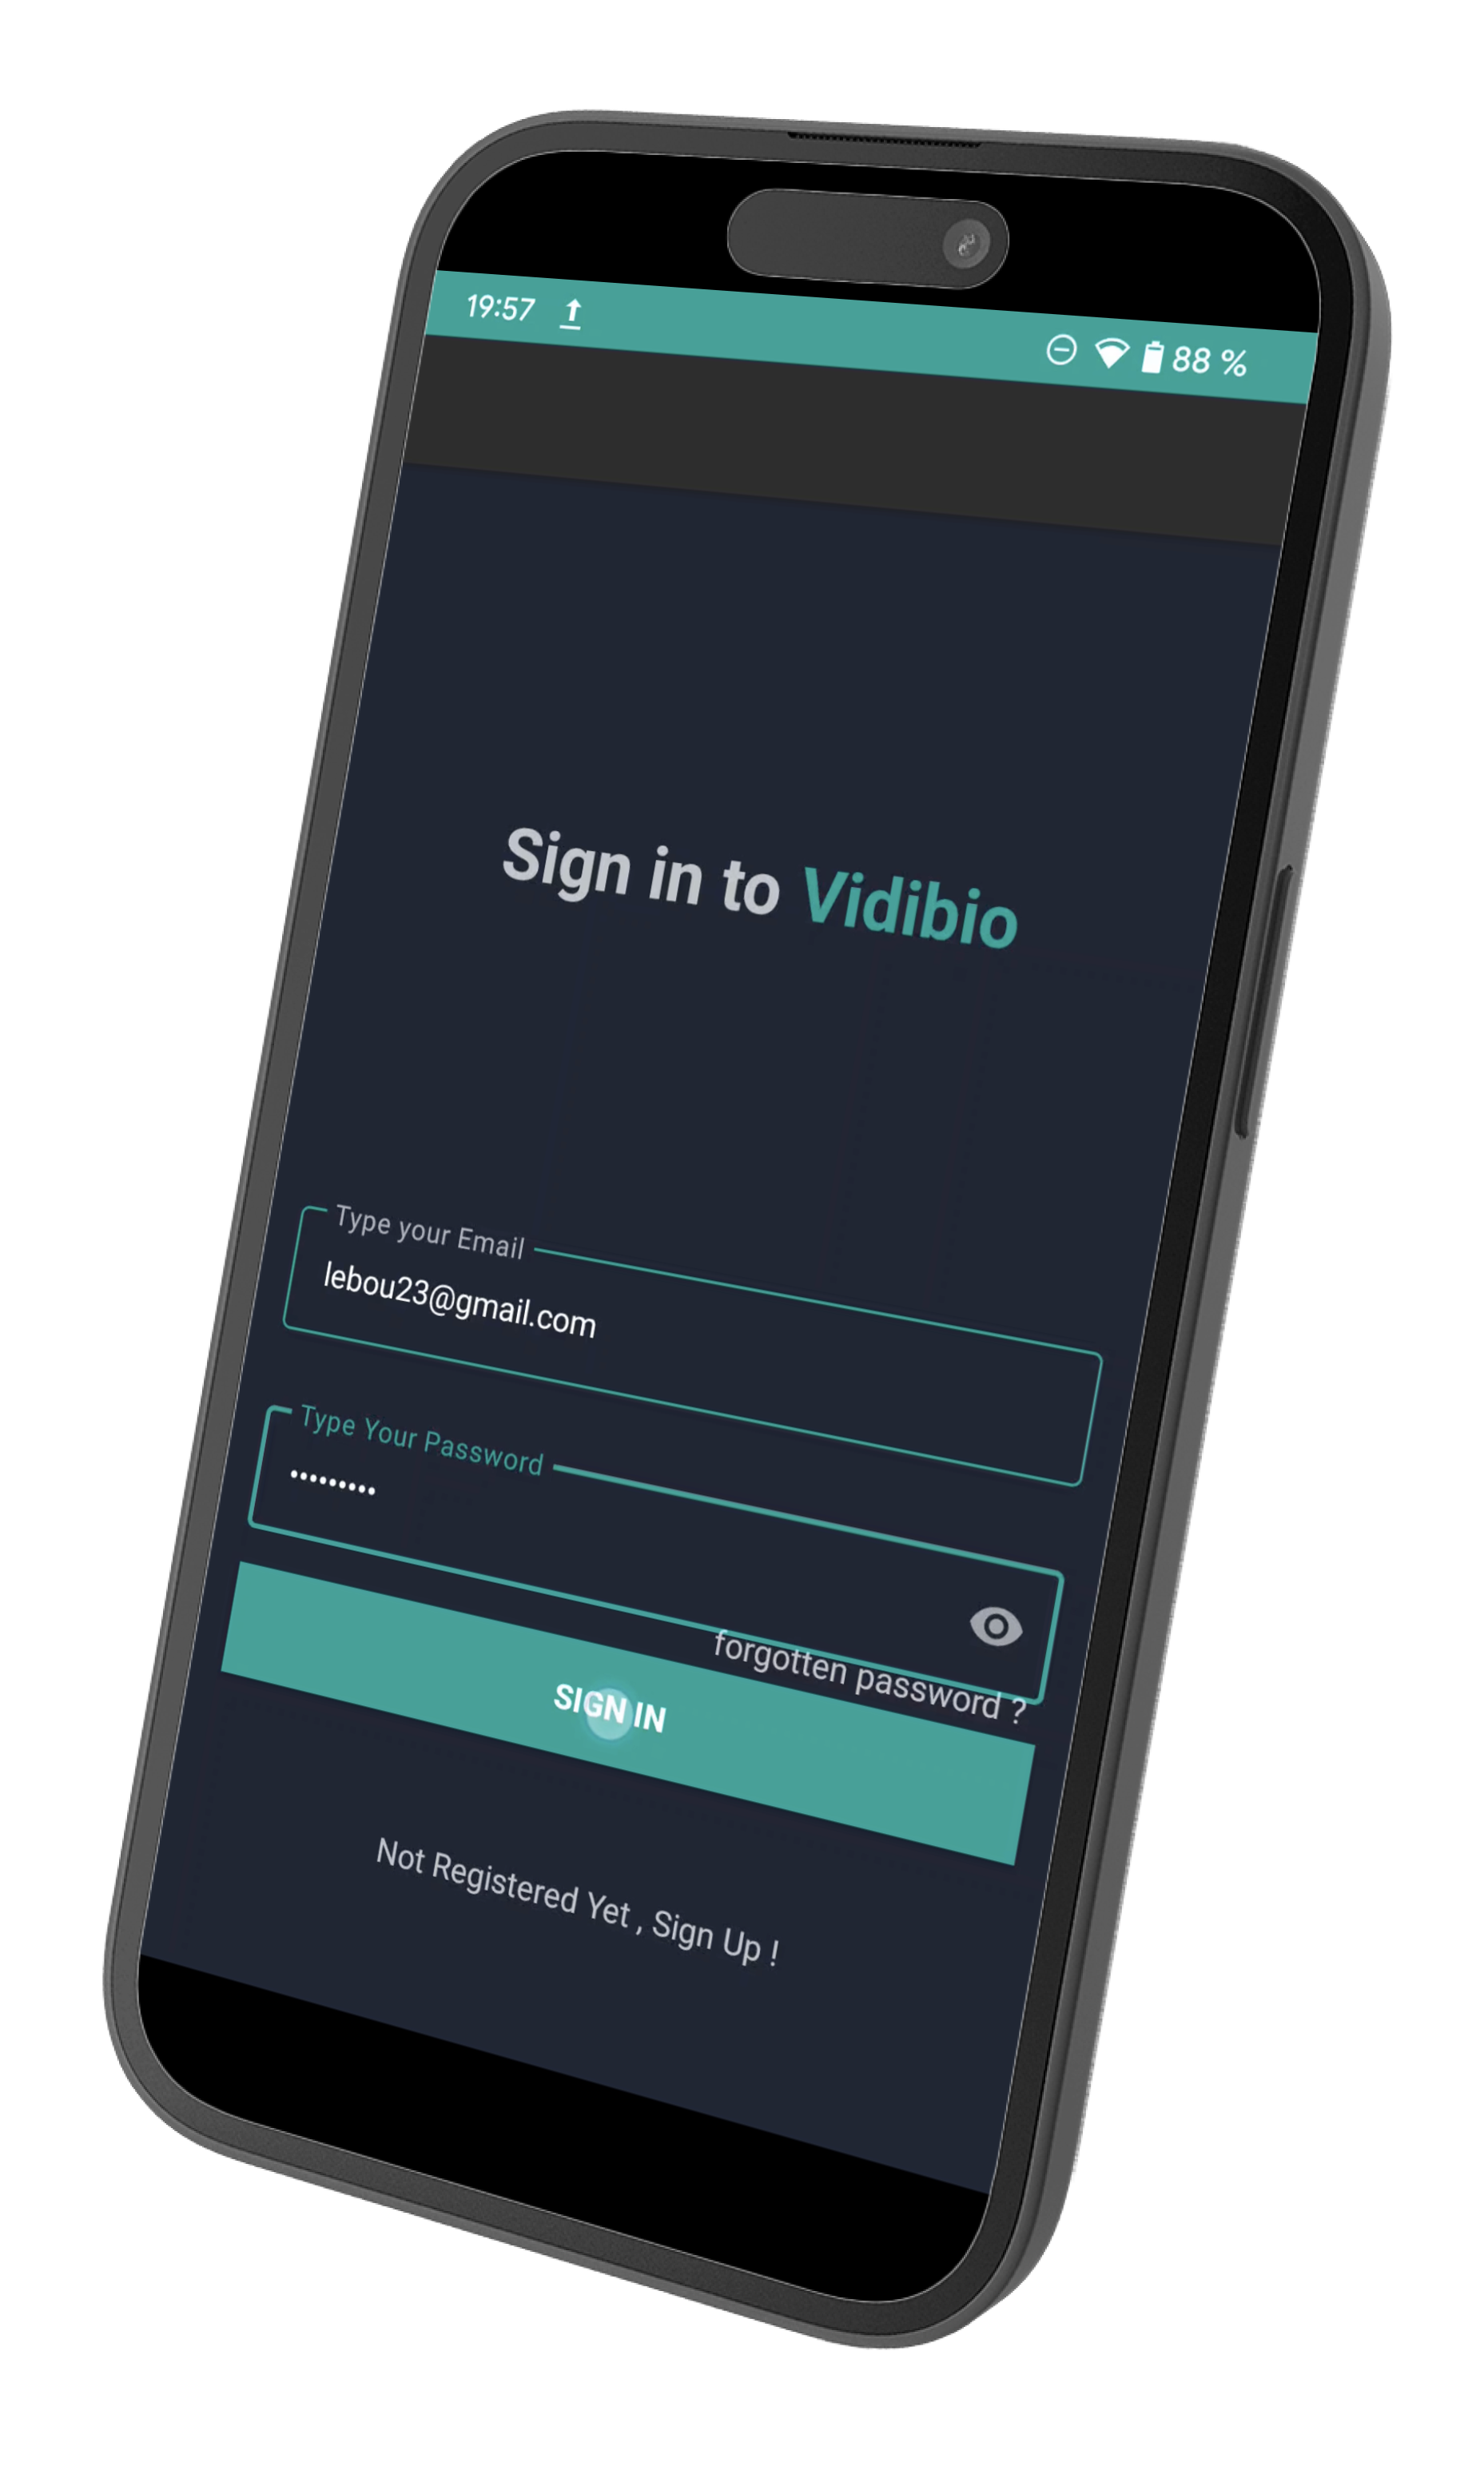 19:57
88 %
Sign in to Vidibio
Type your Email
lebou23@gmail.com
Type Your Password
•••••••••
forgotten password ?
SIGN IN
Not Registered Yet , Sign Up !